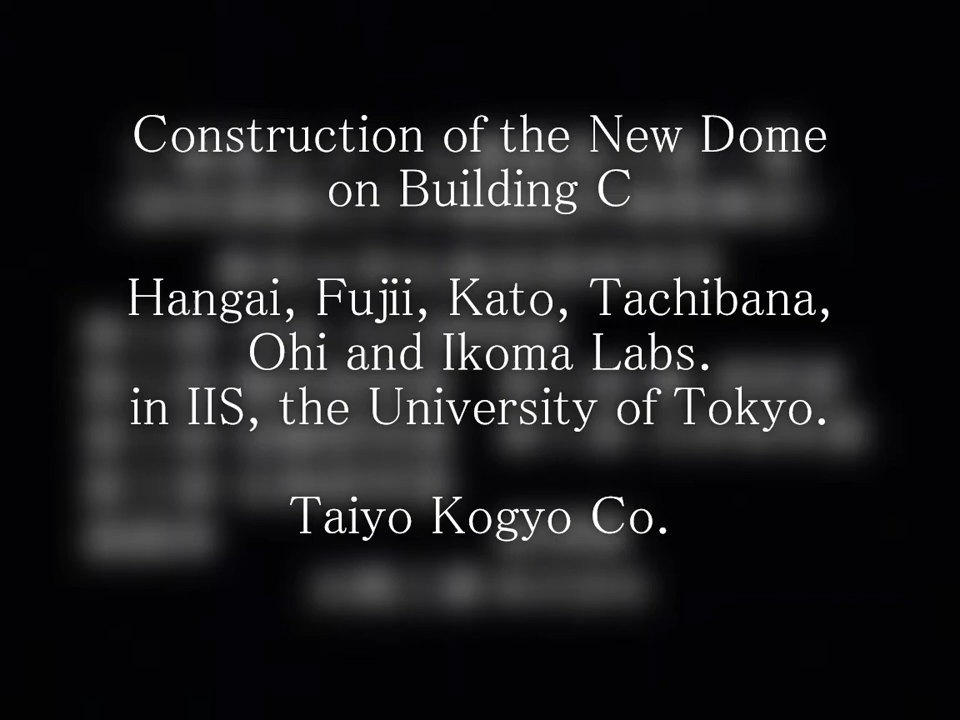 Construction of the New Dome
on Building C
Hangai, Fujii, Kato, Tachibana,
Ohi and Ikoma Labs.
in IIS, the University of Tokyo.
Taiyo Kogyo Co.